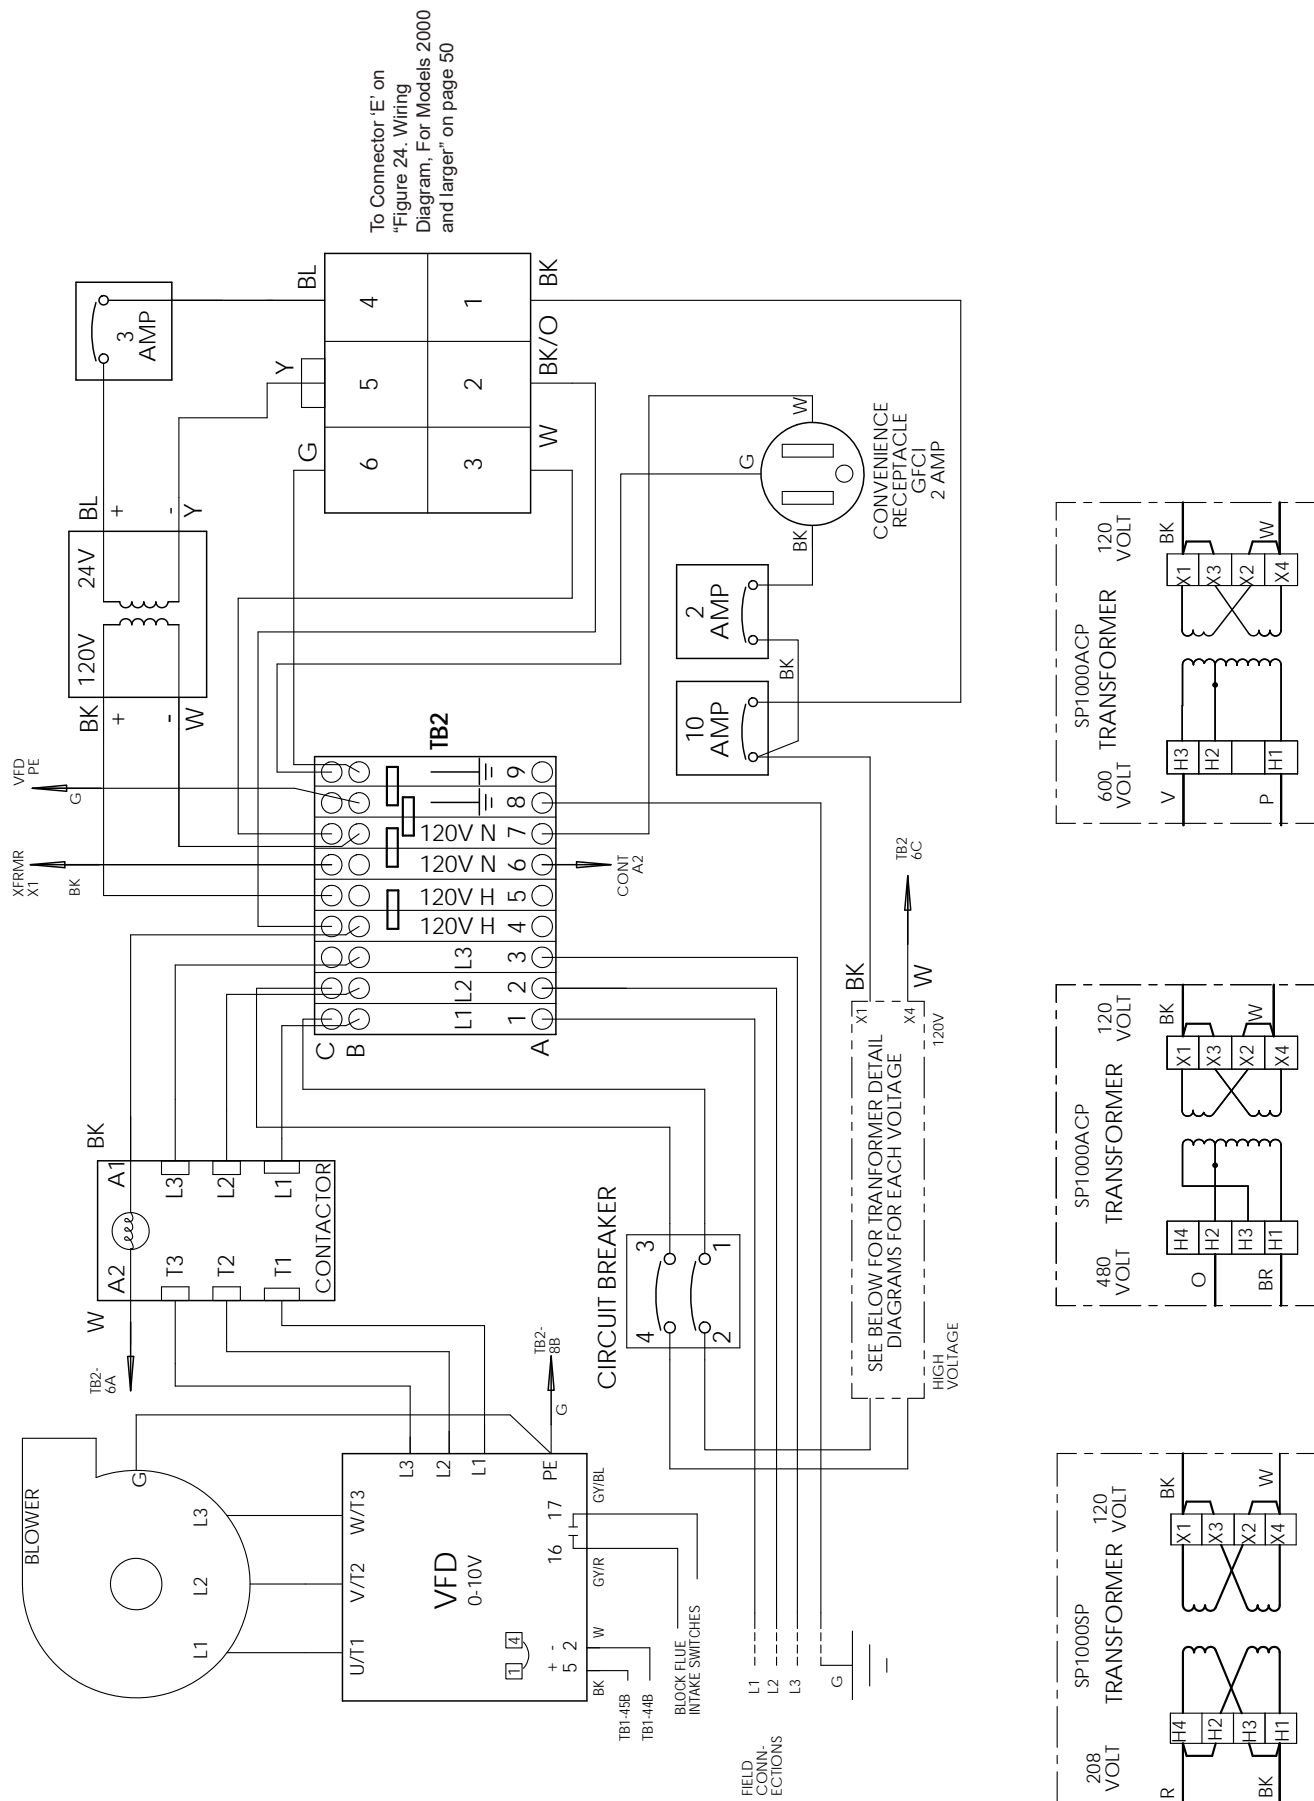 To Connector ‘E’ on
“Figure 24. Wiring
Diagram, For Models 2000
and larger” on page 50
BL
4
Y
5
G
6
BK
1
BK/O
2
W
3
3
AMP
BL
+
-
Y
24V
120V
BK
+
-
W
VFD
PE
G
XFRMR
X1
BK
TB2
9
8
120V N
7
120V N
6
120V H
5
120V H
4
L3
3
L2
2
L1
1
C
B
A
CONT
A2
CONVENIENCE
RECEPTACLE
GFCI
2 AMP
W
G
BK
2
AMP
BK
10
AMP
BK
A1
A2
W
L3
L2
L1
T3
T2
T1
CONTACTOR
TB2-
6A
CIRCUIT BREAKER
3
1
4
2
TB2
6C
BK
W
X1
X4
120V
SEE BELOW FOR TRANFORMER DETAIL
DIAGRAMS FOR EACH VOLTAGE
HIGH
VOLTAGE
BLOWER
G
L3
L2
L1
W/T3
V/T2
U/T1
VFD
0-10V
L3
L2
L1
PE
TB2-
8B
G
17
16
GY/BL
GY/R
1
4
+
-
5
2
BK
W
TB1-45B
TB1-44B
BLOCK FLUE
INTAKE SWITCHES
L1
L2
L3
G
FIELD
CONN-
ECTIONS
208
VOLT
SP1000SP
TRANSFORMER
120
VOLT
R
BK
H4
H2
H3
H1
X1
X3
X2
X4
BK
W
480
VOLT
SP1000ACP
TRANSFORMER
120
VOLT
O
BR
H4
H2
H3
H1
X1
X3
X2
X4
BK
W
600
VOLT
SP1000ACP
TRANSFORMER
120
VOLT
V
P
H3
H2
H1
X1
X3
X2
X4
BK
W